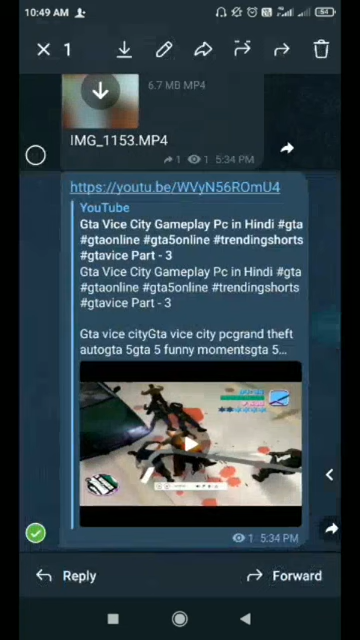 10:49 AM
54
1
6.7 MB MP4
IMG_1153.MP4
1 1 5:34 PM
https://youtu.be/WVyN56ROmU4
YouTube
Gta Vice City Gameplay Pc in Hindi #gta
#gtaonline #gta5online #trendingshorts
#gtavice Part - 3
Gta Vice City Gameplay Pc in Hindi #gta
#gtaonline #gta5online #trendingshorts
#gtavice Part - 3
Gta vice cityGta vice city pcgrand theft
autogta 5gta 5 funny momentsgta 5...
1 5:34 PM
Reply
Forward